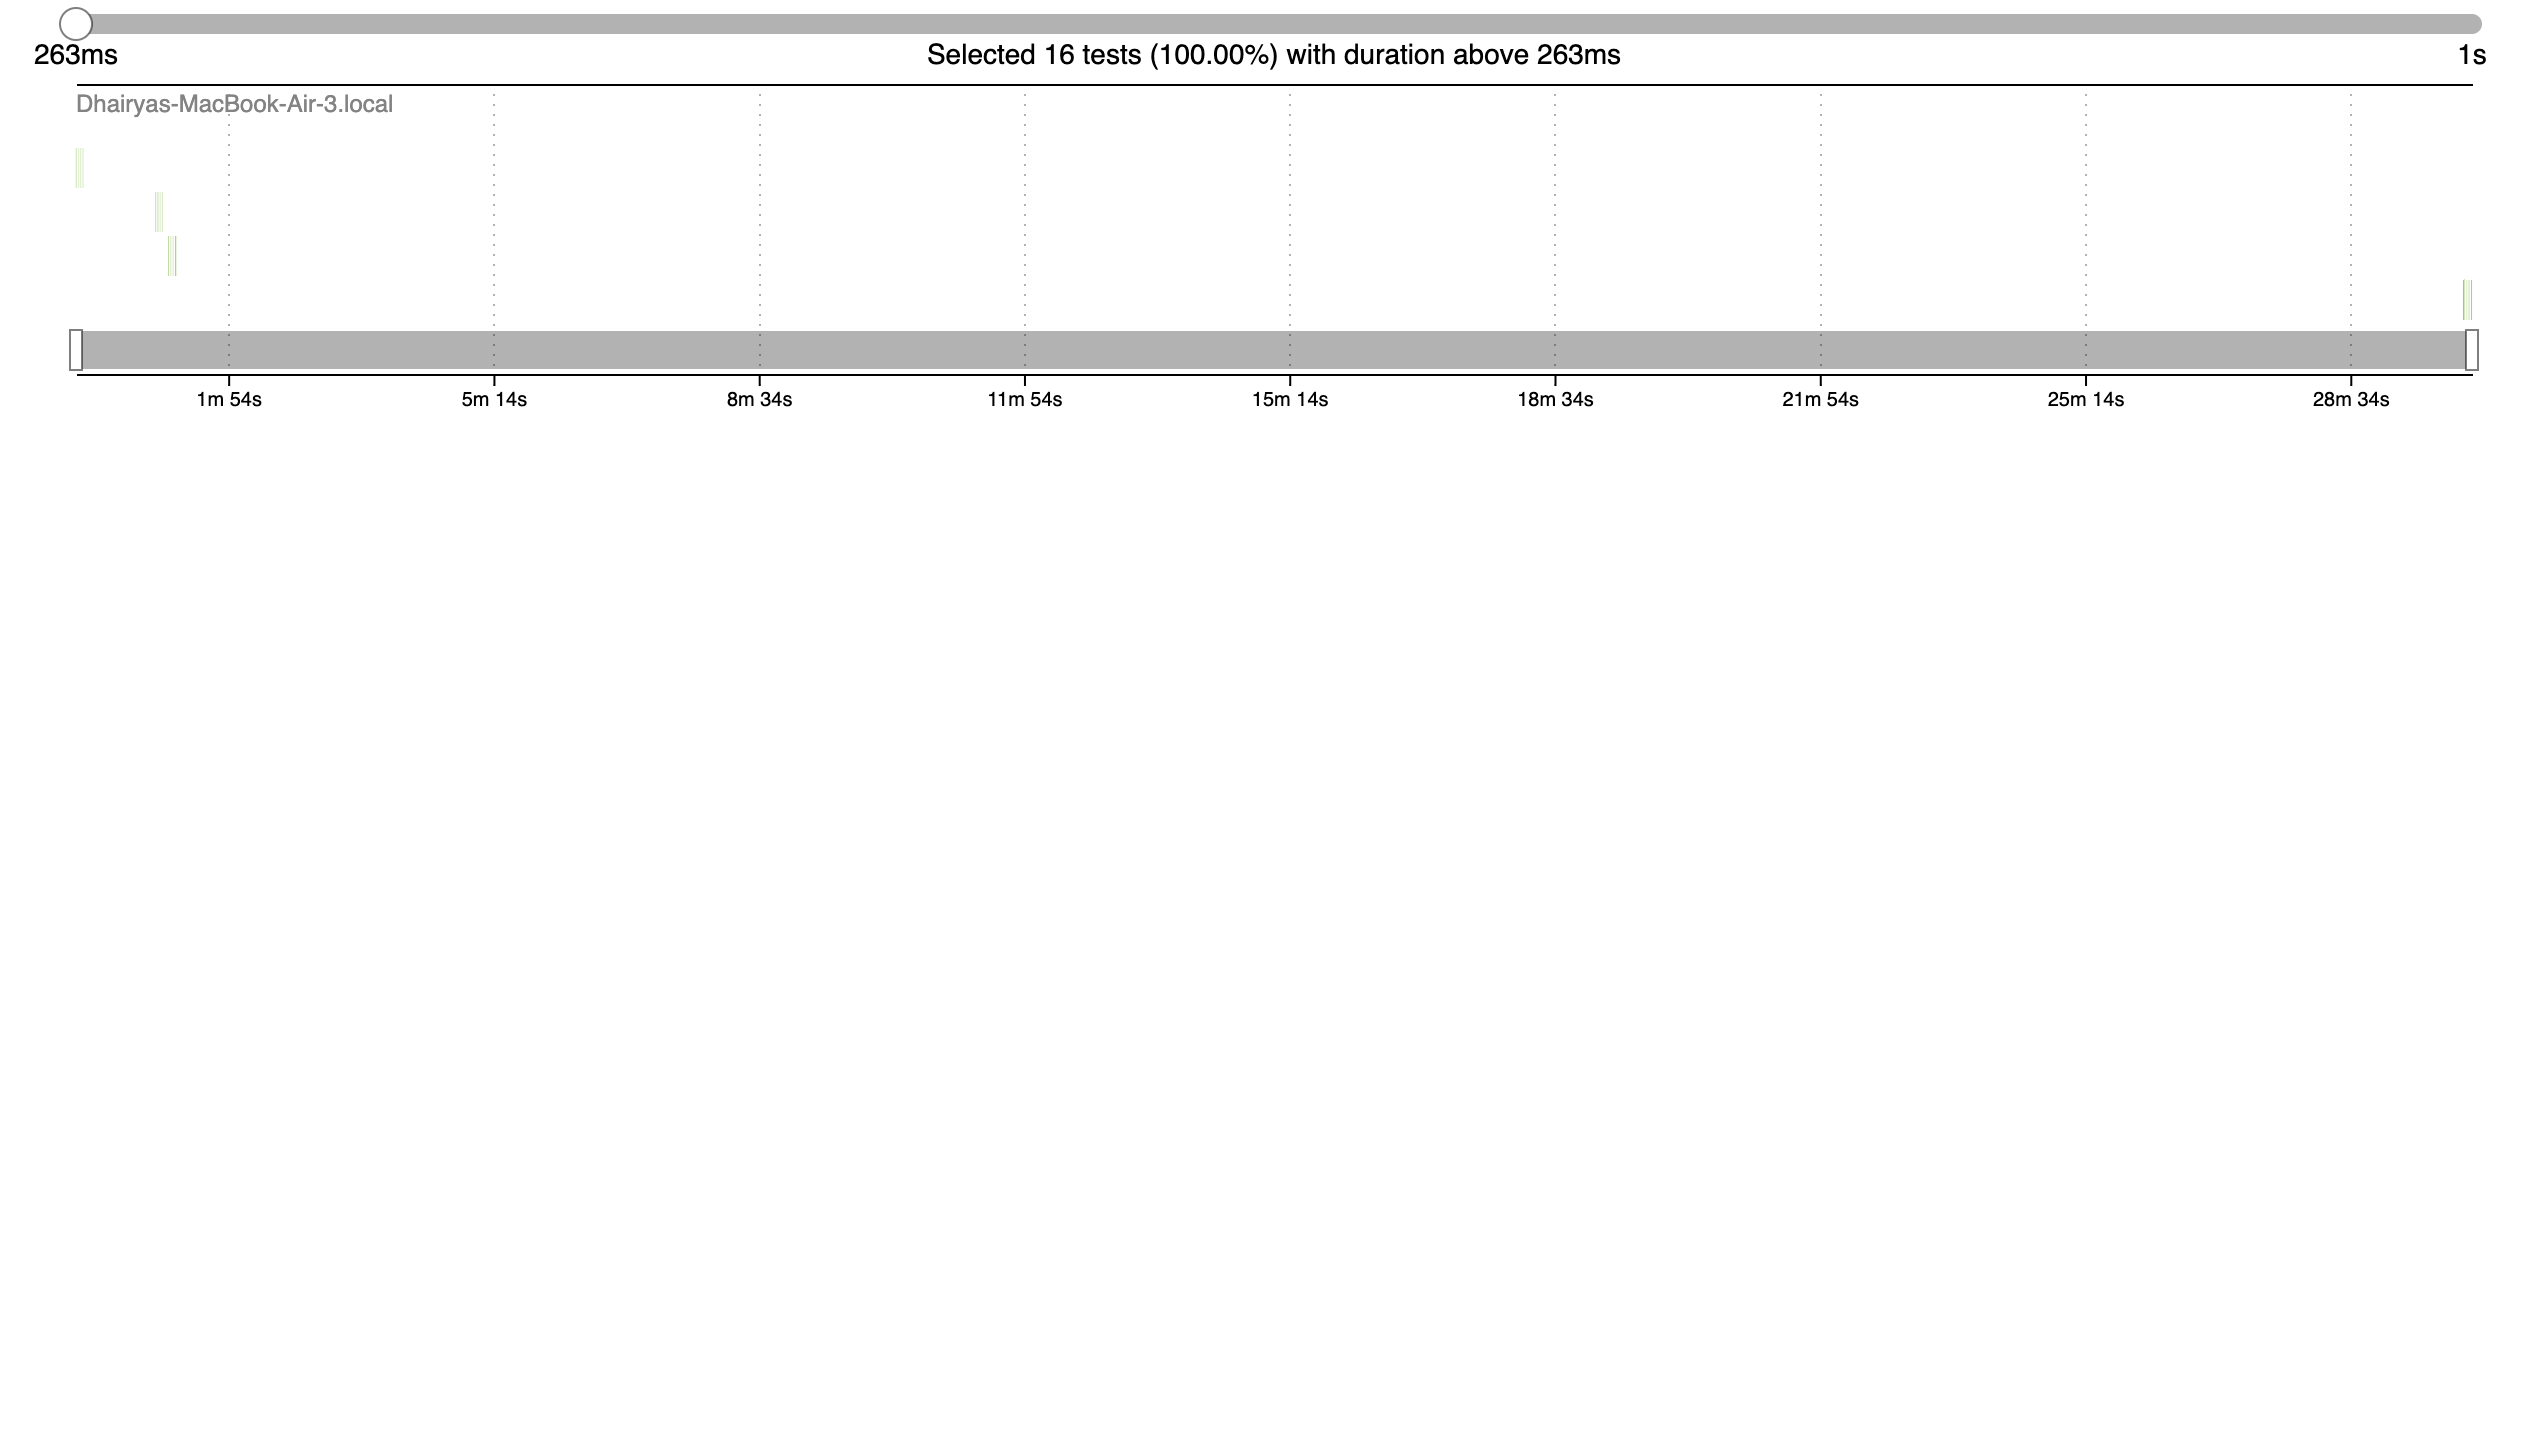 263ms Selected 16 tests (100.00%) with duration above 263ms 1s
Dhairyas-MacBook-Air-3.local
1m 54s 5m 14s 8m 34s 11m 54s 15m 14s 18m 34s 21m 54s 25m 14s 28m 34s